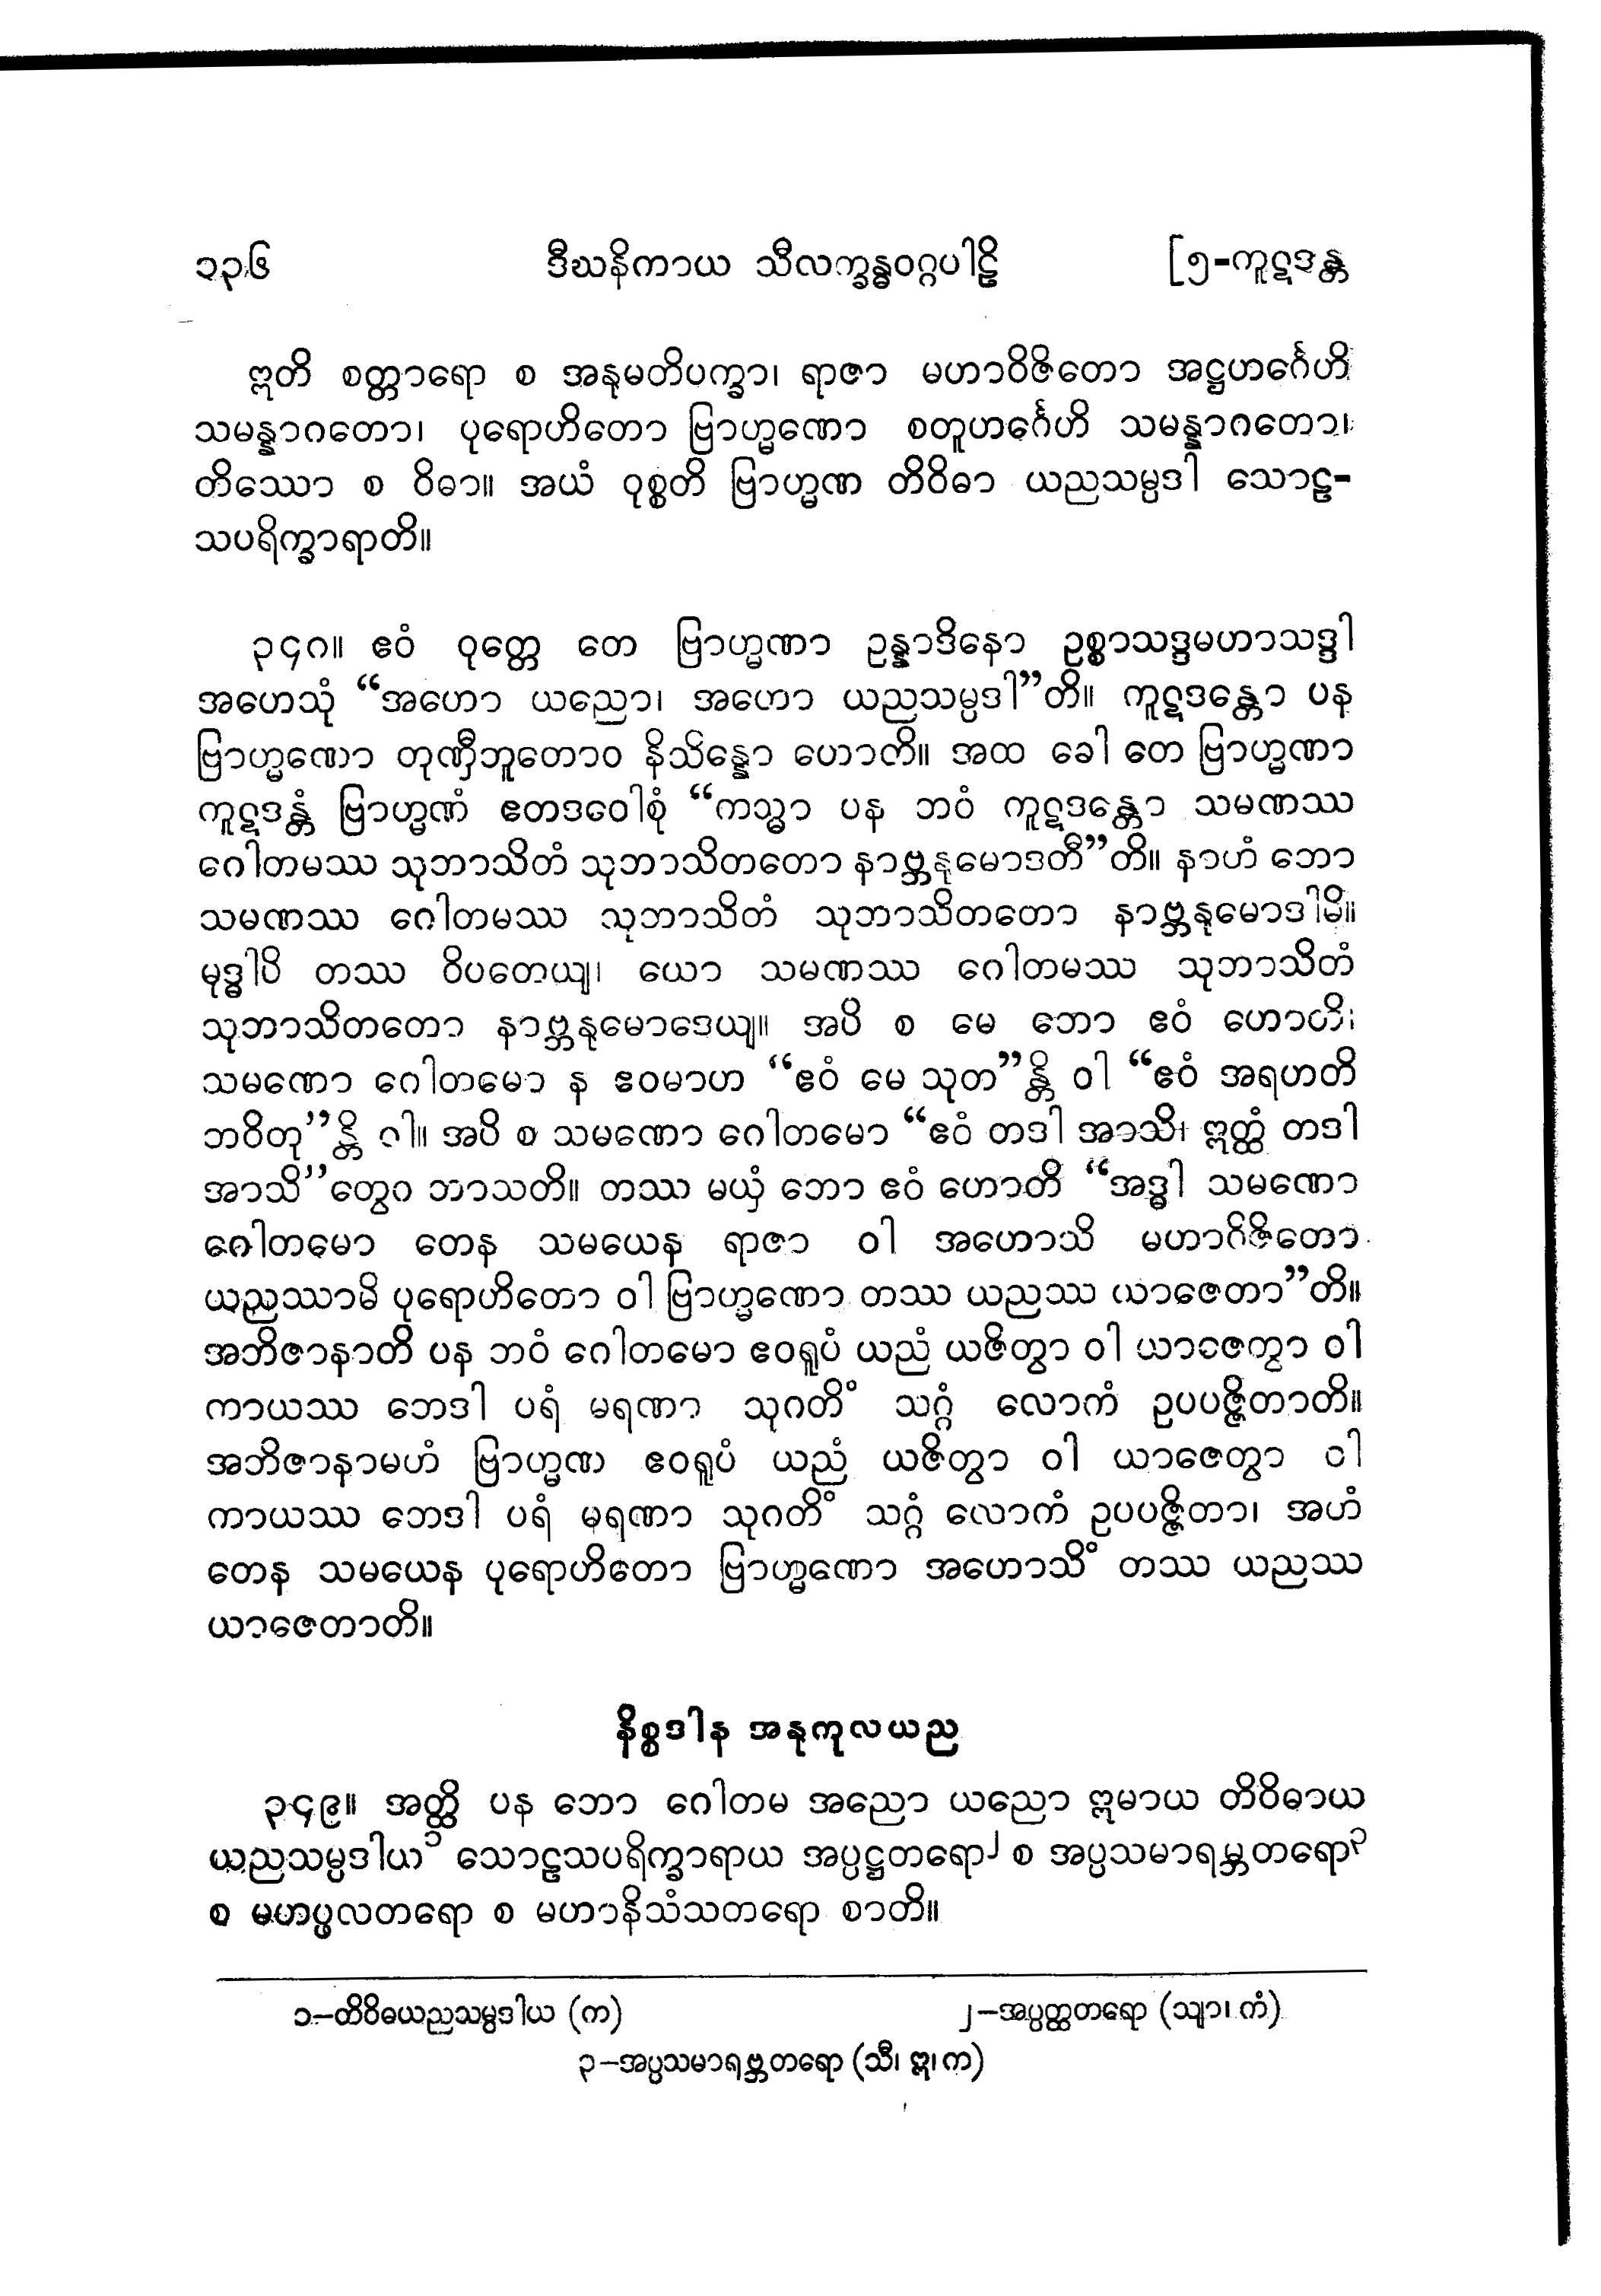 ၁၃၆ ဒီဃနိကာယ သီလက္ခန္ဓဝဂ္ဂပါဠိ [၅-ကူဋဒန္တ
ဣတိ စတ္တာရော စ အနုမတိပက္ခာ၊ ရာဇာ မဟာဝိဇိတော အဋ္ဌဟင်္ဂေဟိ
သမန္နာဂတော၊ ပုရောဟိတော ဗြာဟ္မဏော စတူဟင်္ဂေဟိ သမန္နာဂတော၊
တိဿော စ ဝိဓာ။ အယံ ဝုစ္စတိ ဗြာဟ္မဏ တိဝိဓာ ယညသမ္ပဒါ သောဠ-
သပရိက္ခာရာတိ။
၃၄၈။ ဧဝံ ဝုတ္တေ တေ ဗြာဟ္မဏာ ဥန္နာဒိနော ဥစ္စာသဒ္ဒမဟာသဒ္ဒါ
အဟေသုံ “အဟော ယညော၊ အဟော ယညသမ္ပဒါ”တိ။ ကူဋဒန္တော ပန
ဗြာဟ္မဏော တုဏှီဘူတောဝ နိသိန္နော ဟောတိ။ အထ ခေါ တေ ဗြာဟ္မဏာ
ကူဋဒန္တံ ဗြာဟ္မဏံ ဧတဒဝေါစုံ “ကသ္မာ ပန ဘဝံ ကူဋဒန္တော သမဏဿ
ဂေါတမဿ သုဘာသိတံ သုဘာသိတတော နာဗ္ဘနုမောဒတီ”တိ။ နာဟံ ဘော
သမဏဿ ဂေါတမဿ သုဘာသိတံ သုဘာသိတတော နာဗ္ဘနုမောဒါမိ။
မုဒ္ဓါပိ တဿ ဝိပတေယျ၊ ယော သမဏဿ ဂေါတမဿ သုဘာသိတံ
သုဘာသိတတော နာဗ္ဘနုမောဒေယျ။ အပိ စ မေ ဘော ဧဝံ ဟောတိ၊
သမဏော ဂေါတမော န ဧဝမာဟ “ဧဝံ မေ သုတ”န္တိ ဝါ “ဧဝံ အရဟတိ
ဘဝိတု”န္တိ ဝါ။ အပိ စ သမဏော ဂေါတမော “ဧဝံ တဒါ အာသိ၊ ဣတ္ထံ တဒါ
အာသိ”တွေဝ ဘာသတိ။ တဿ မယှံ ဘော ဧဝံ ဟောတိ “အဒ္ဓါ သမဏော
ဂေါတမော တေန သမယေန ရာဇာ ဝါ အဟောသိ မဟာဝိဇိတော
ယညဿာမိ ပုရောဟိတော ဝါ ဗြာဟ္မဏော တဿ ယညဿ ယာဇေတာ”တိ။
အဘိဇာနာတိ ပန ဘဝံ ဂေါတမော ဧဝရူပံ ယညံ ယဇိတွာ ဝါ ယာဇေတွာ ဝါ
ကာယဿ ဘေဒါ ပရံ မရဏာ သုဂတိံ သဂ္ဂံ လောကံ ဥပပဇ္ဇိတာတိ။
အဘိဇာနာမဟံ ဗြာဟ္မဏ ဧဝရူပံ ယညံ ယဇိတွာ ဝါ ယာဇေတွာ ဝါ
ကာယဿ ဘေဒါ ပရံ မရဏာ သုဂတိံ သဂ္ဂံ လောကံ ဥပပဇ္ဇိတာ၊ အဟံ
တေန သမယေန ပုရောဟိတော ဗြာဟ္မဏော အဟောသိံ တဿ ယညဿ
ယာဇေတာတိ။
နိစ္စဒါန အနုကုလယည
၃၄၉။ အတ္ထိ ပန ဘော ဂေါတမ အညော ယညော ဣမာယ တိဝိဓာယ
ယညသမ္ပဒါယ၁ သောဠသပရိက္ခာရာယ အပ္ပဋ္ဌတရော၂ စ အပ္ပသမာရမ္ဘတရော၃
စ မဟပ္ဖလတရော စ မဟာနိသံသတရော စာတိ။
၁–တိဝိဓယညသမ္ပဒါယ (က) ၂–အပ္ပတ္ထတရော (သျာ၊ ကံ)
၃–အပ္ပသမာရဗ္ဘတရော (သီ၊ ဣ၊ က)